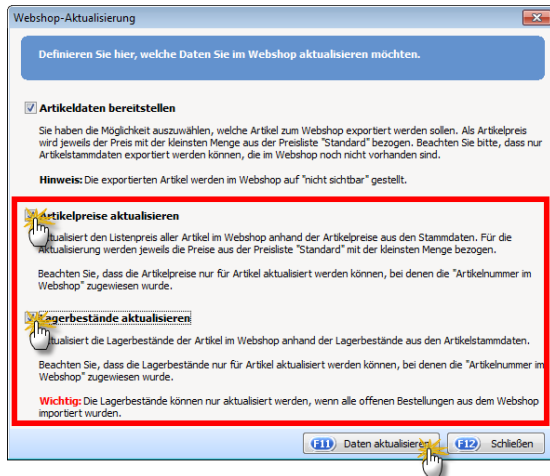 Webshop-Aktualisierung
Definieren Sie hier, welche Daten Sie im Webshop aktualisieren möchten.
Artikeldaten bereitstellen
Sie haben die Möglichkeit auszuwählen, welche Artikel zum Webshop exportiert werden sollen. Als Artikelpreis
wird jeweils der Preis mit der kleinsten Menge aus der Preisliste "Standard" bezogen. Beachten Sie bitte, dass nur
Artikelstammdaten exportiert werden können, die im Webshop noch nicht vorhanden sind.
Hinweis: Die exportierten Artikel werden im Webshop auf "nicht sichtbar" gestellt.
Artikelpreise aktualisieren
Aktualisiert den Listenpreis aller Artikel im Webshop anhand der Artikelpreise aus den Stammdaten. Für die
Aktualisierung werden jeweils die Preise aus der Preisliste "Standard" mit der kleinsten Menge bezogen.
Beachten Sie, dass die Artikelpreise nur für Artikel aktualisiert werden können, bei denen die "Artikelnummer im
Webshop" zugewiesen wurde.
Lagerbestände aktualisieren
Aktualisiert die Lagerbestände der Artikel im Webshop anhand der Lagerbestände aus den Artikelstammdaten.
Beachten Sie, dass die Lagerbestände nur für Artikel aktualisiert werden können, bei denen die "Artikelnummer im
Webshop" zugewiesen wurde.
Wichtig: Die Lagerbestände können nur aktualisiert werden, wenn alle offenen Bestellungen aus dem Webshop
importiert wurden.
F11 Daten aktualisieren F12 Schließen